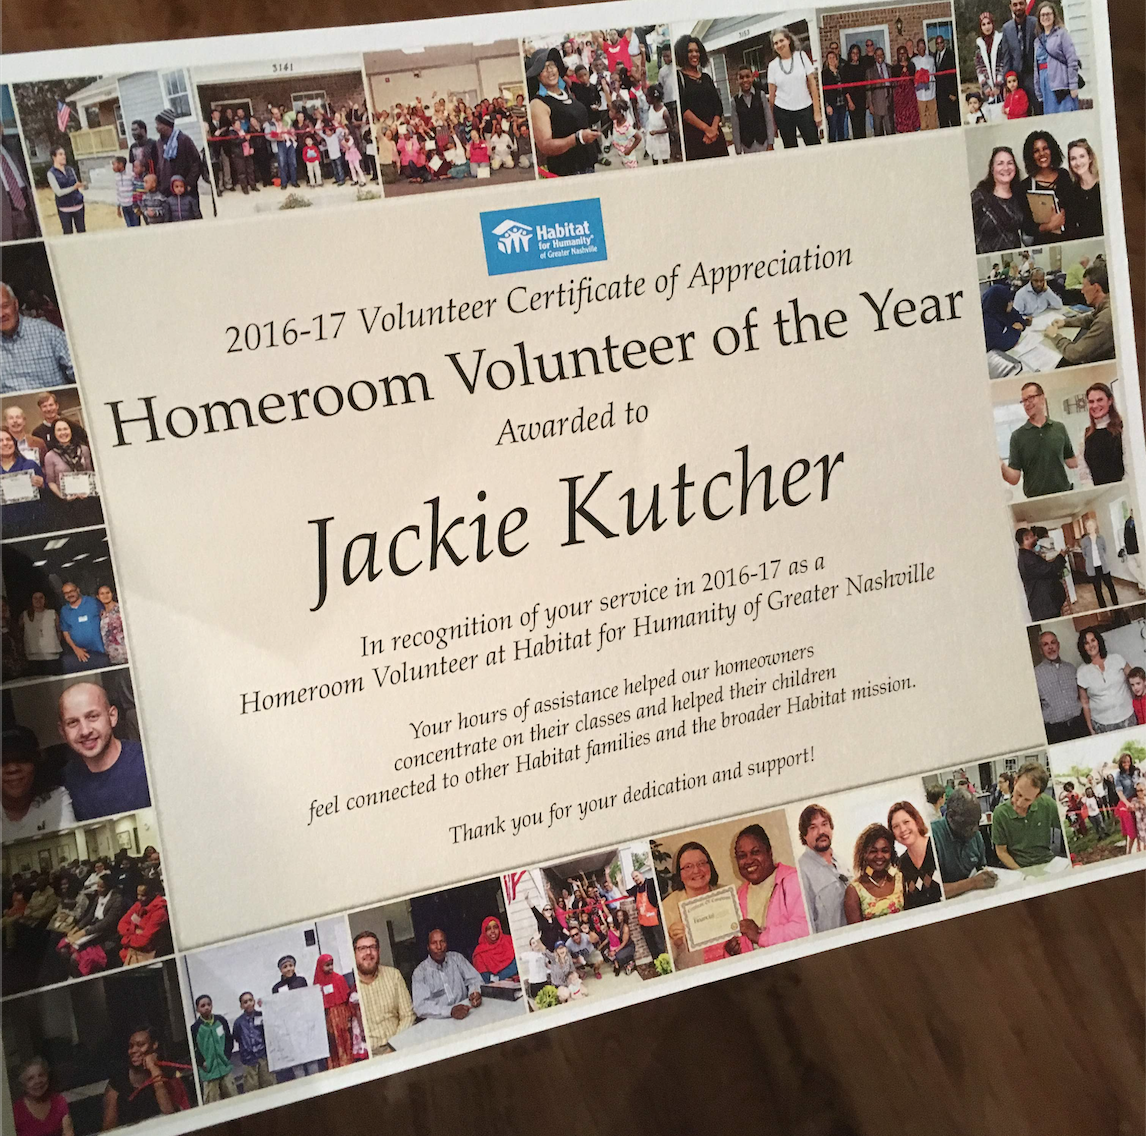 3141
3153
Habitat
for Humanity®
of Greater Nashville
2016-17 Volunteer Certificate of Appreciation
Homeroom Volunteer of the Year
Awarded to
Jackie Kutcher
In recognition of your service in 2016-17 as a
Homeroom Volunteer at Habitat for Humanity of Greater Nashville
Your hours of assistance helped our homeowners
concentrate on their classes and helped their children
feel connected to other Habitat families and the broader Habitat mission.
Thank you for your dedication and support!